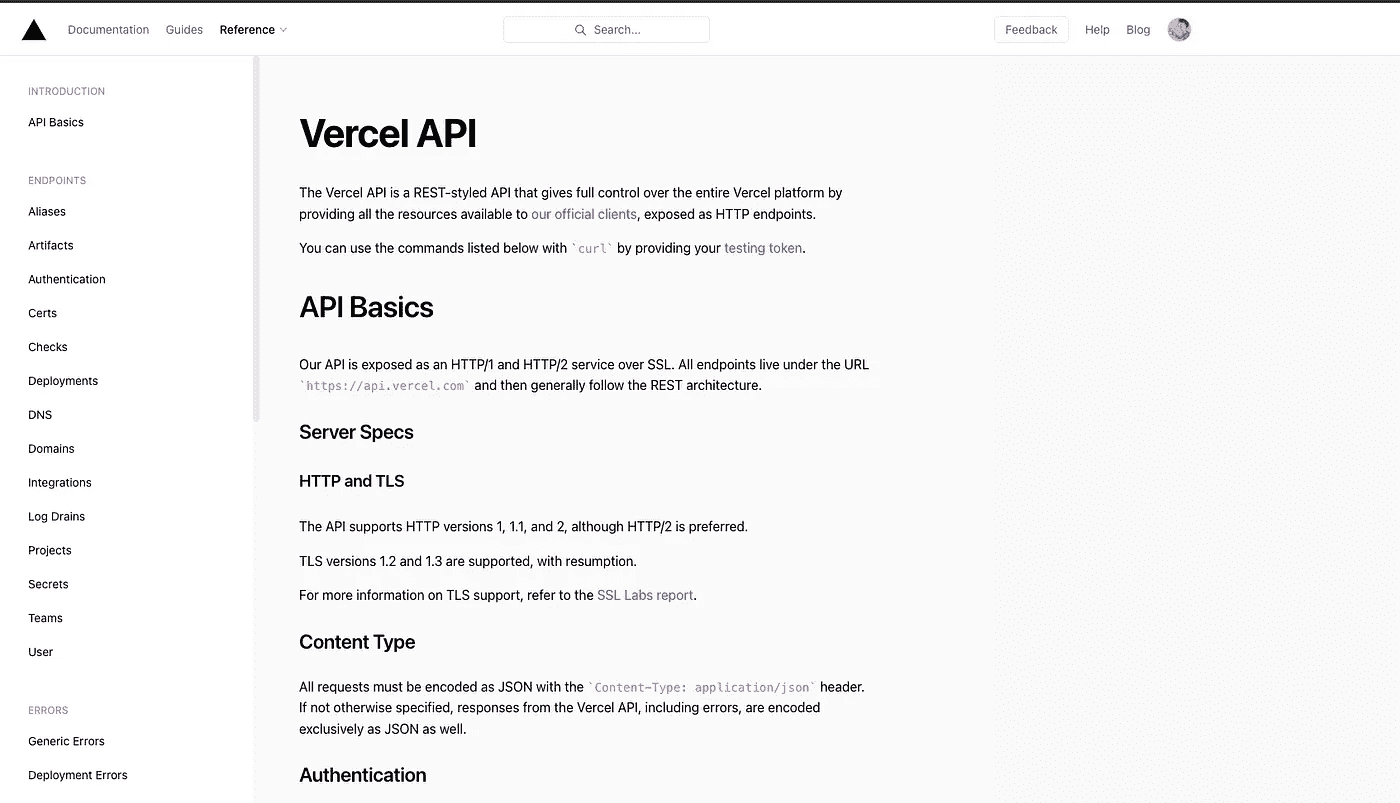 Documentation
Guides
Reference
Search...
Feedback
Help
Blog
INTRODUCTION
API Basics
ENDPOINTS
Aliases
Artifacts
Authentication
Certs
Checks
Deployments
DNS
Domains
Integrations
Log Drains
Projects
Secrets
Teams
User
ERRORS
Generic Errors
Deployment Errors
Vercel API
The Vercel API is a REST-styled API that gives full control over the entire Vercel platform by
providing all the resources available to our official clients, exposed as HTTP endpoints.
You can use the commands listed below with `curl` by providing your testing token.
API Basics
Our API is exposed as an HTTP/1 and HTTP/2 service over SSL. All endpoints live under the URL
`https://api.vercel.com` and then generally follow the REST architecture.
Server Specs
HTTP and TLS
The API supports HTTP versions 1, 1.1, and 2, although HTTP/2 is preferred.
TLS versions 1.2 and 1.3 are supported, with resumption.
For more information on TLS support, refer to the SSL Labs report.
Content Type
All requests must be encoded as JSON with the `Content-Type: application/json` header.
If not otherwise specified, responses from the Vercel API, including errors, are encoded
exclusively as JSON as well.
Authentication